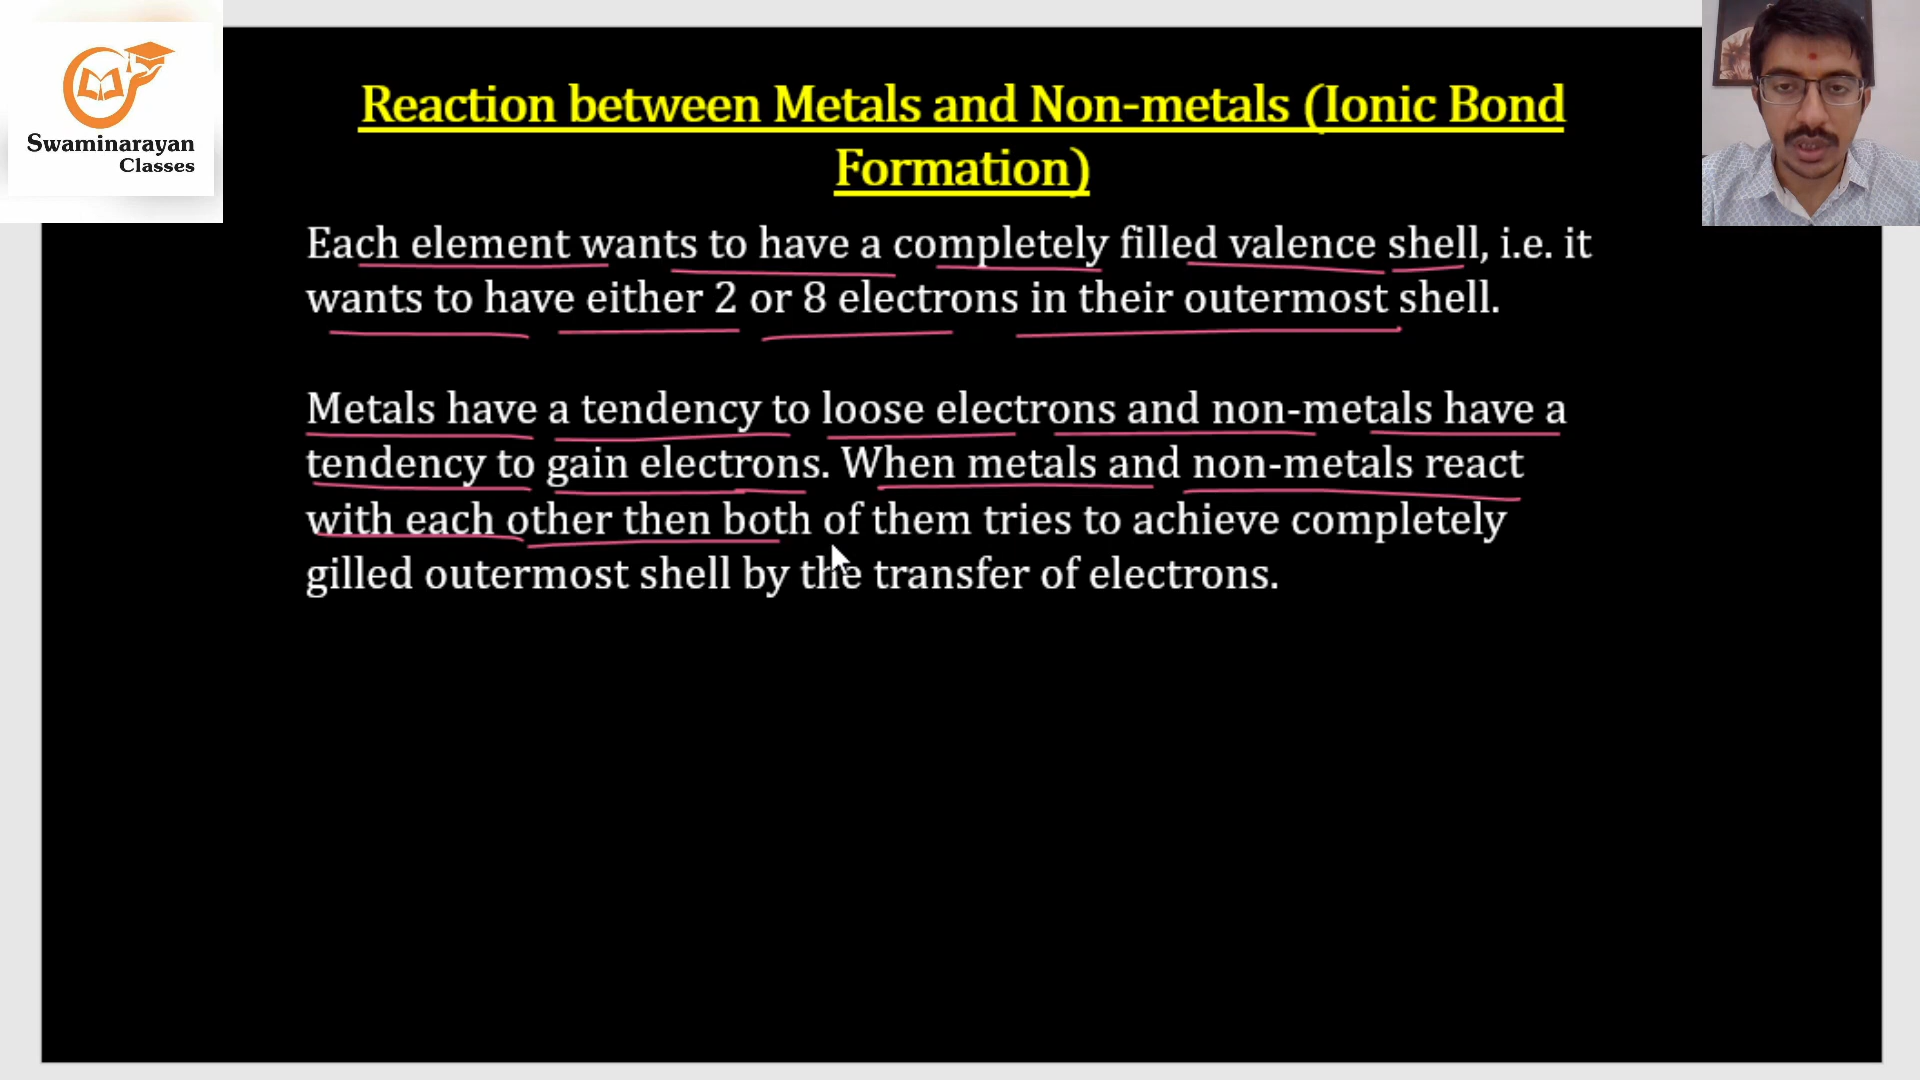 Swaminarayan
Classes
Reaction between Metals and Non-metals (Ionic Bond
Formation)
Each element wants to have a completely filled valence shell, i.e. it
wants to have either 2 or 8 electrons in their outermost shell.
Metals have a tendency to loose electrons and non-metals have a
tendency to gain electrons. When metals and non-metals react
with each other then both of them tries to achieve completely
gilled outermost shell by the transfer of electrons.